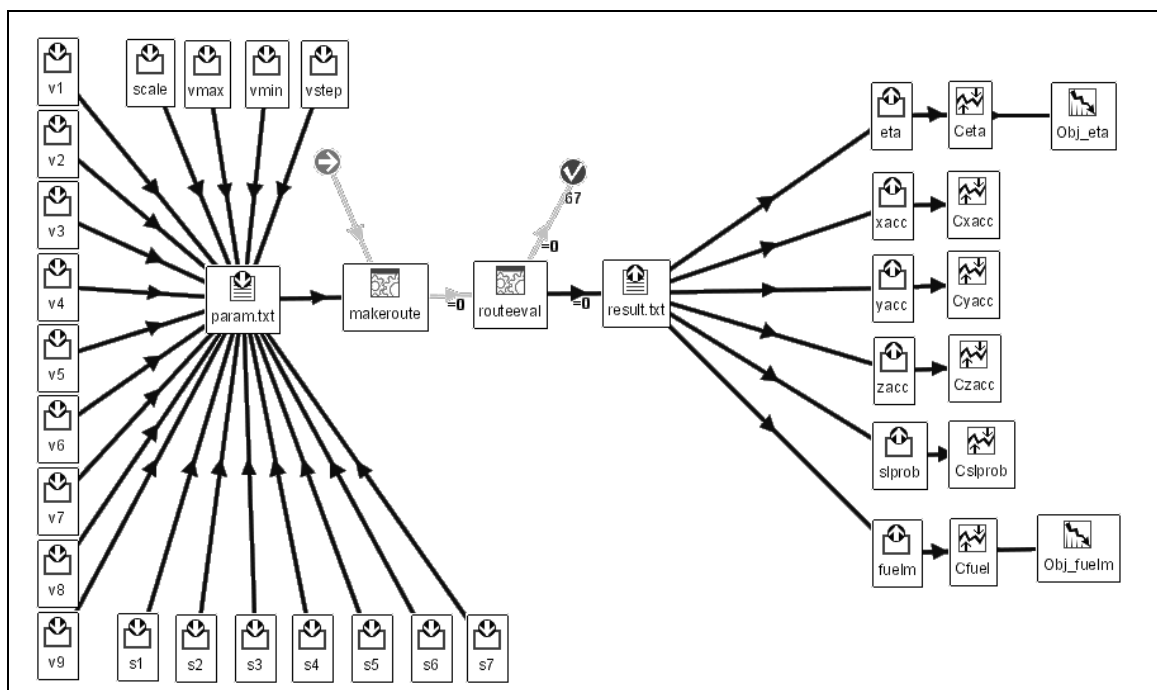 v1
scale
vmax
vmin
vstep
v2
v3
v4
v5
v6
v7
v8
v9
s1
s2
s3
s4
s5
s6
s7
param.txt
makeroute
=0
routeeval
=0
67
=0
result.txt
eta
Ceta
Obj_eta
xacc
Cxacc
yacc
Cyacc
zacc
Czacc
slprob
Cslprob
fuelm
Cfuel
Obj_fuelm